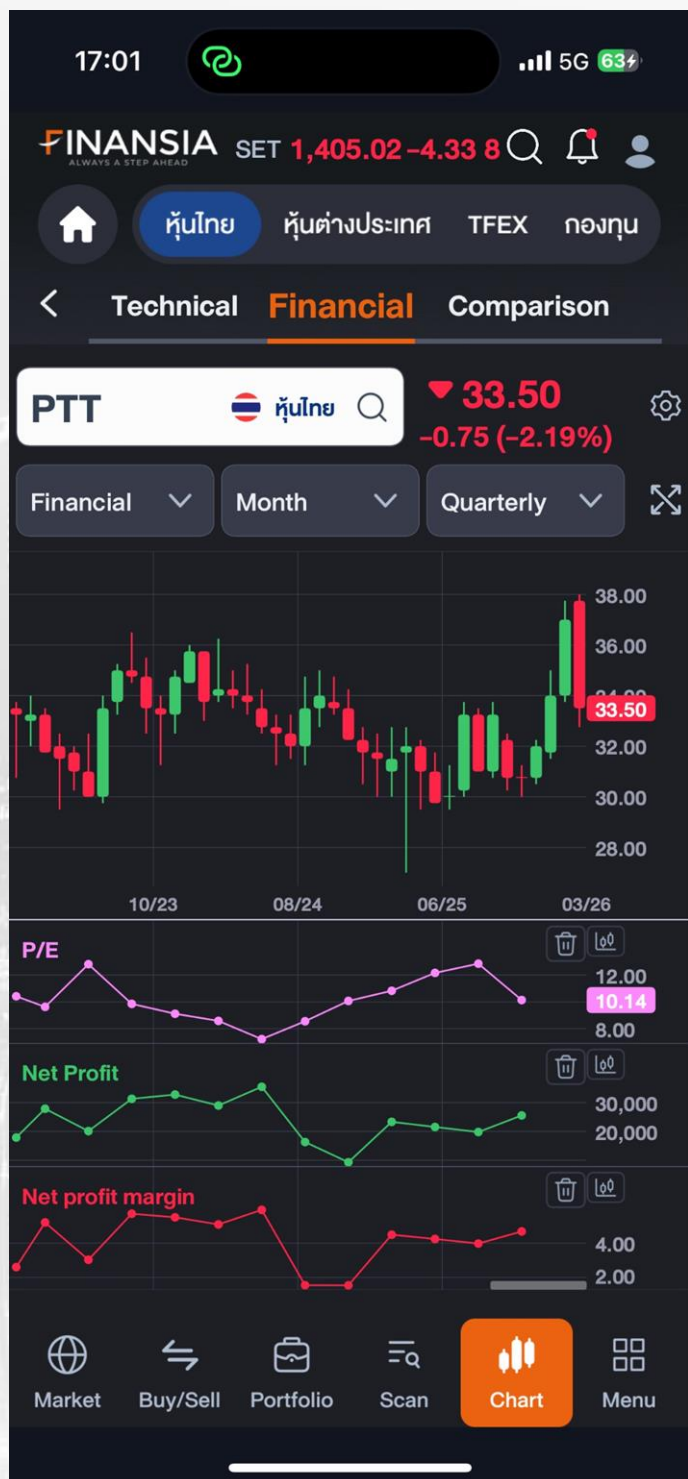 17:01
5G 63
FINANSIA
ALWAYS A STEP AHEAD
SET 1,405.02 -4.33 8
หุ้นไทย หุ้นต่างประเทศ TFEX กองทุน
Technical Financial Comparison
PTT หุ้นไทย
33.50
-0.75 (-2.19%)
Financial Month Quarterly
38.00
36.00
34.00
33.50
32.00
30.00
28.00
10/23 08/24 06/25 03/26
P/E
12.00
10.14
8.00
Net Profit
30,000
20,000
Net profit margin
4.00
2.00
Market Buy/Sell Portfolio Scan Chart Menu